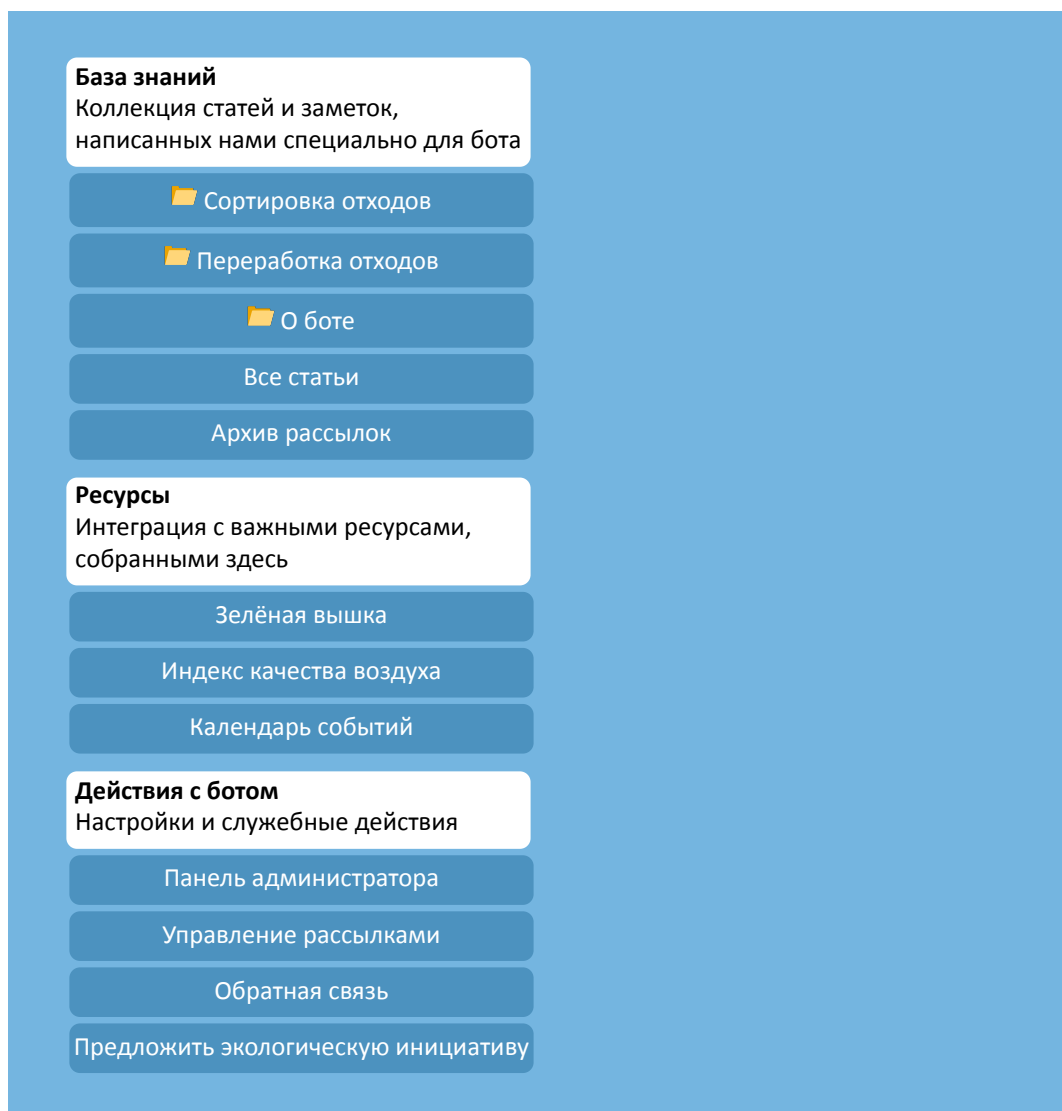 База знаний
Коллекция статей и заметок,
написанных нами специально для бота
Сортировка отходов
Переработка отходов
О боте
Все статьи
Архив рассылок
Ресурсы
Интеграция с важными ресурсами,
собранными здесь
Зелёная вышка
Индекс качества воздуха
Календарь событий
Действия с ботом
Настройки и служебные действия
Панель администратора
Управление рассылками
Обратная связь
Предложить экологическую инициативу